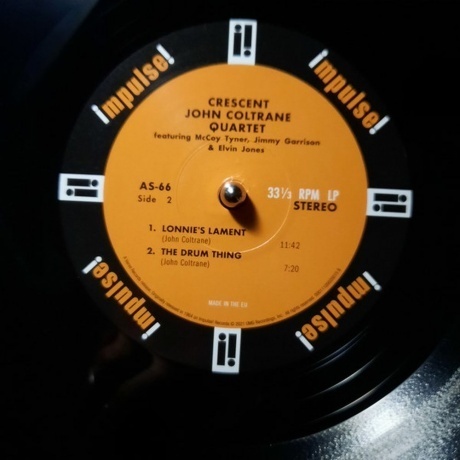 impulse!
impulse!
CRESCENT
JOHN COLTRANE
QUARTET
featuring McCoy Tyner, Jimmy Garrison
& Elvin Jones
AS-66
Side 2
33⅓ RPM LP
STEREO
1. LONNIE'S LAMENT
(John Coltrane)
11:42
2. THE DRUM THING
(John Coltrane)
7:20
MADE IN THE EU
impulse!
impulse!